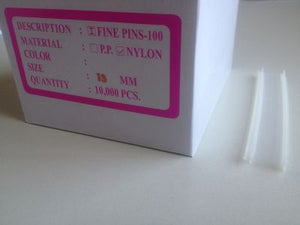 DESCRIPTION : I FINE PINS-100
MATERIAL : P.P. ☑ NYLON
COLOR :
SIZE : 15 MM
QUANTITY : 10,000 PCS.